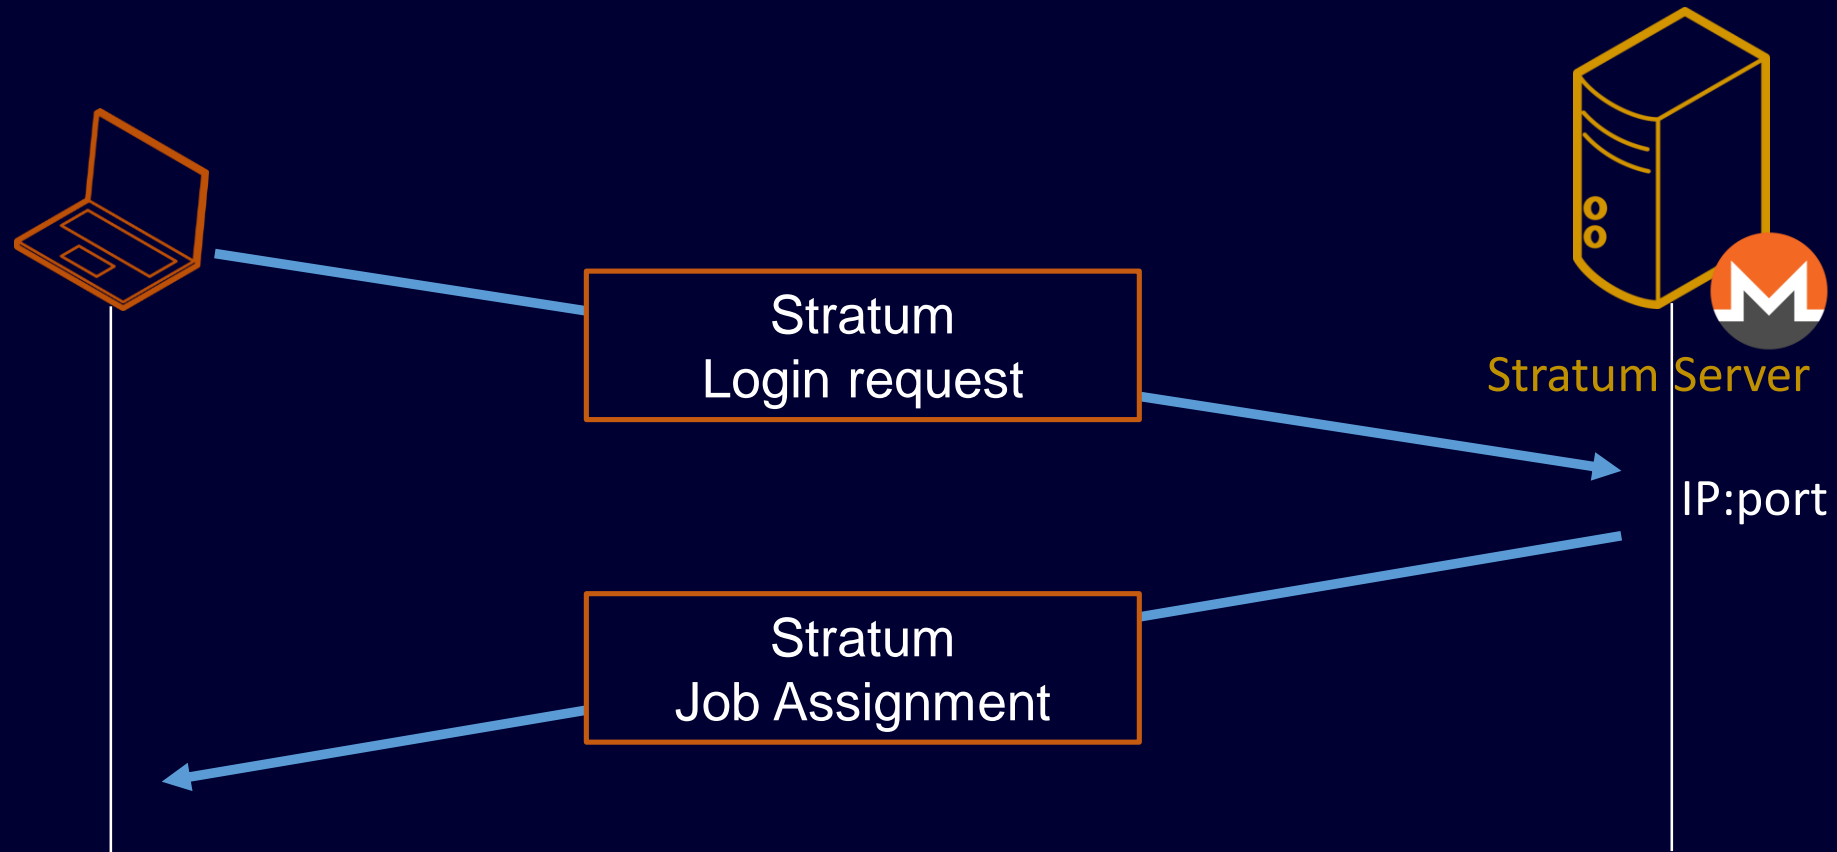 Stratum
Login request
Stratum Server
IP:port
Stratum
Job Assignment